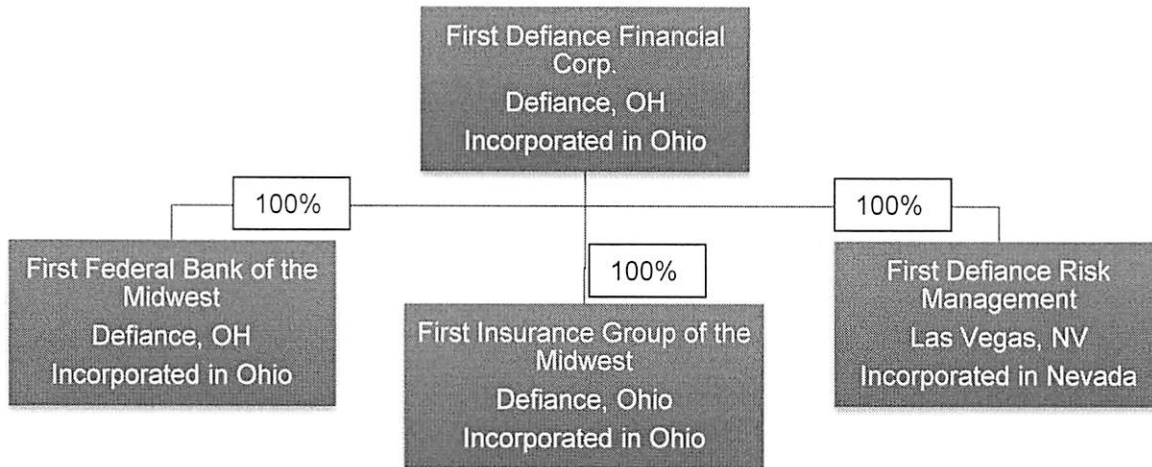 First Defiance Financial
Corp.
Defiance, OH
Incorporated in Ohio
100%
100%
100%
First Federal Bank of the
Midwest
Defiance, OH
Incorporated in Ohio
First Insurance Group of the
Midwest
Defiance, Ohio
Incorporated in Ohio
First Defiance Risk
Management
Las Vegas, NV
Incorporated in Nevada